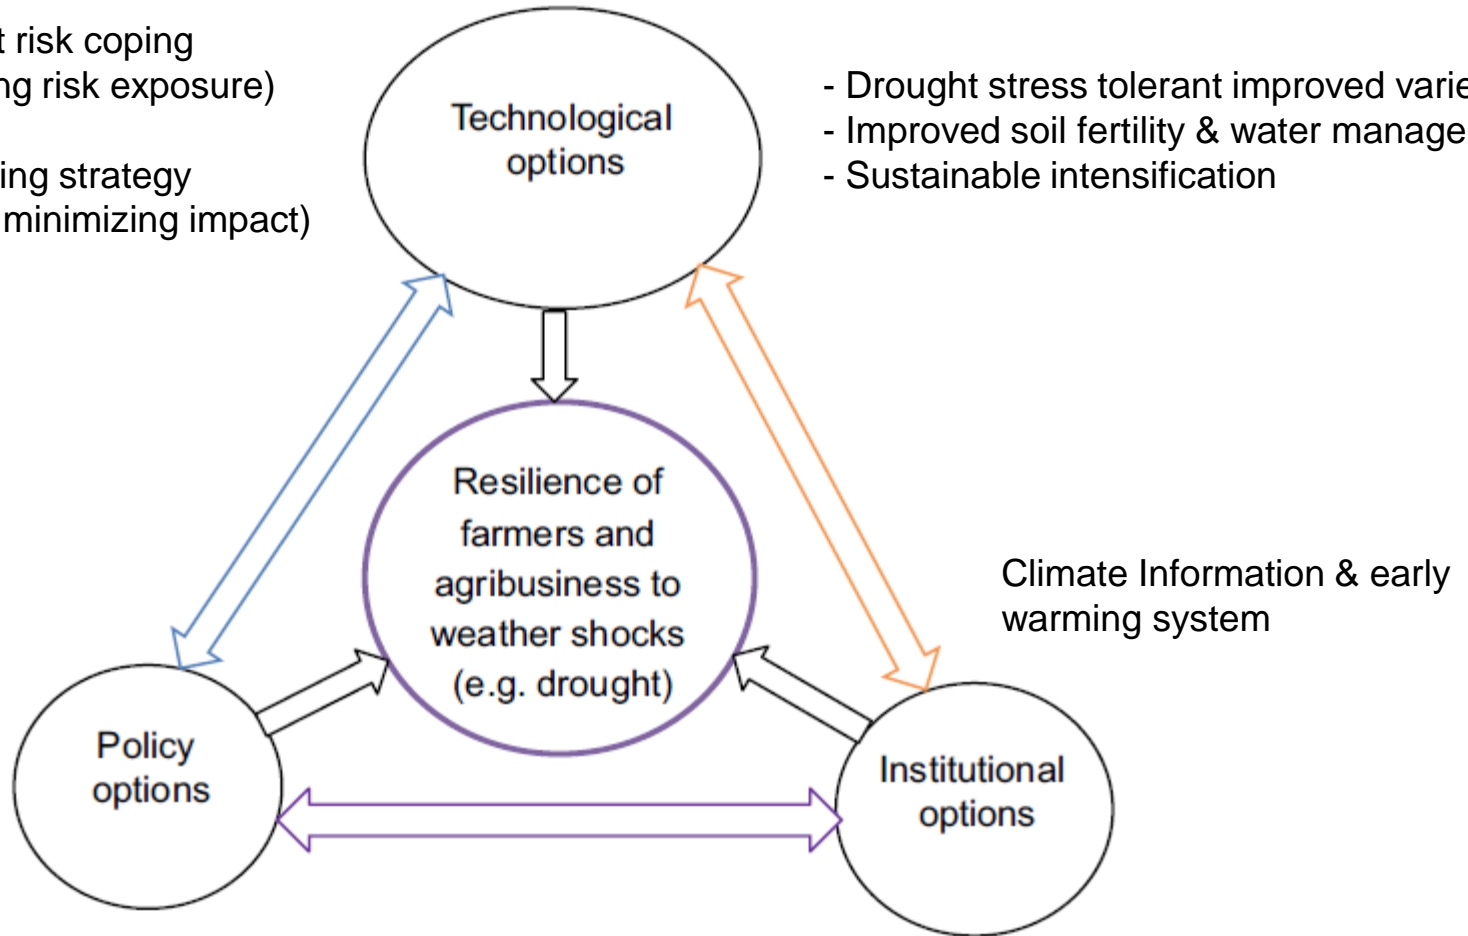 t risk coping
ng risk exposure)
ing strategy
minimizing impact)
Technological
options
- Drought stress tolerant improved varie
- Improved soil fertility & water manage
- Sustainable intensification
Resilience of
farmers and
agribusiness to
weather shocks
(e.g. drought)
Climate Information & early
warming system
Policy
options
Institutional
options